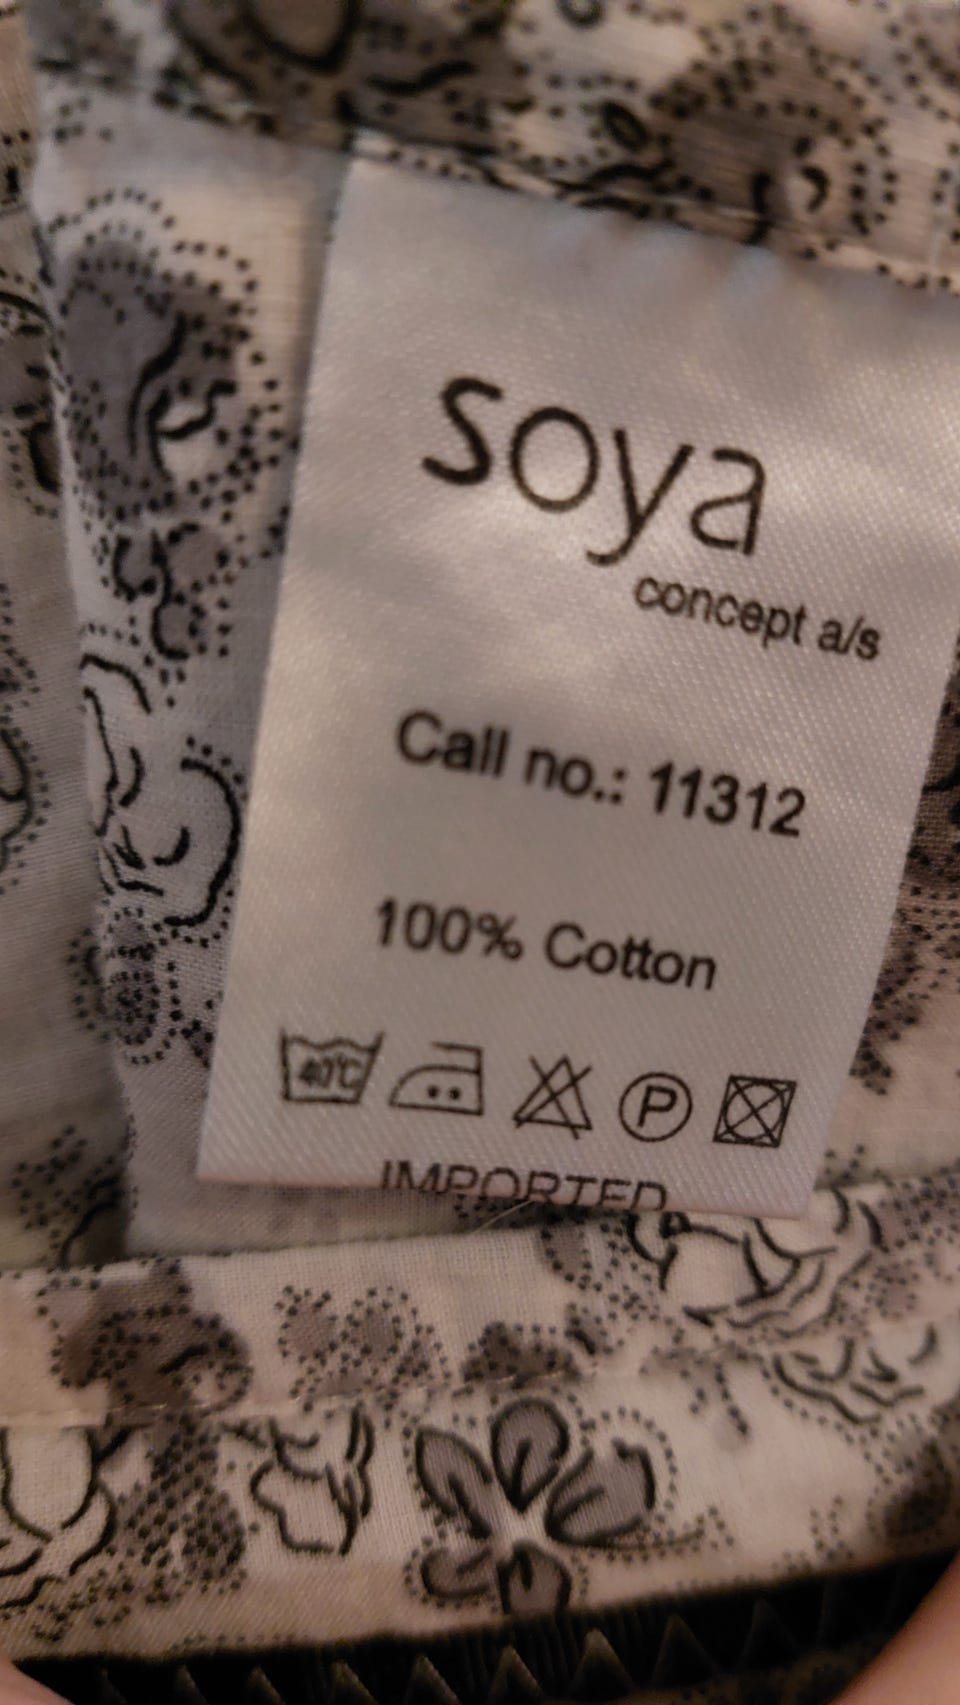 soya
concept a/s
Call no.: 11312
100% Cotton
40°C P
IMPORTED